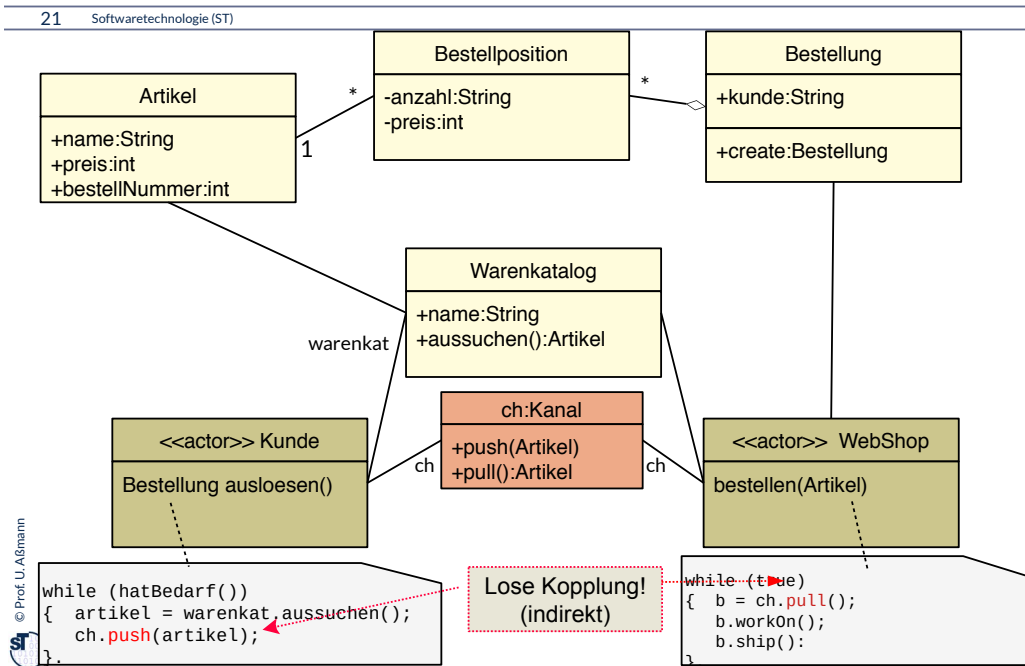 21 Softwaretechnologie (ST)
Bestellposition
-anzahl:String
-preis:int
Bestellung
+kunde:String
+create:Bestellung
Artikel
+name:String
+preis:int
+bestellNummer:int
*
1
*
Warenkatalog
+name:String
+aussuchen():Artikel
warenkat
ch:Kanal
+push(Artikel)
+pull():Artikel
ch
ch
<<actor>> Kunde
Bestellung ausloesen()
<<actor>> WebShop
bestellen(Artikel)
while (hatBedarf())
{ artikel = warenkat.aussuchen();
ch.push(artikel);
}.
Lose Kopplung!
(indirekt)
while (true)
{ b = ch.pull();
b.workOn();
b.ship():
}
© Prof. U. Aßmann
ST